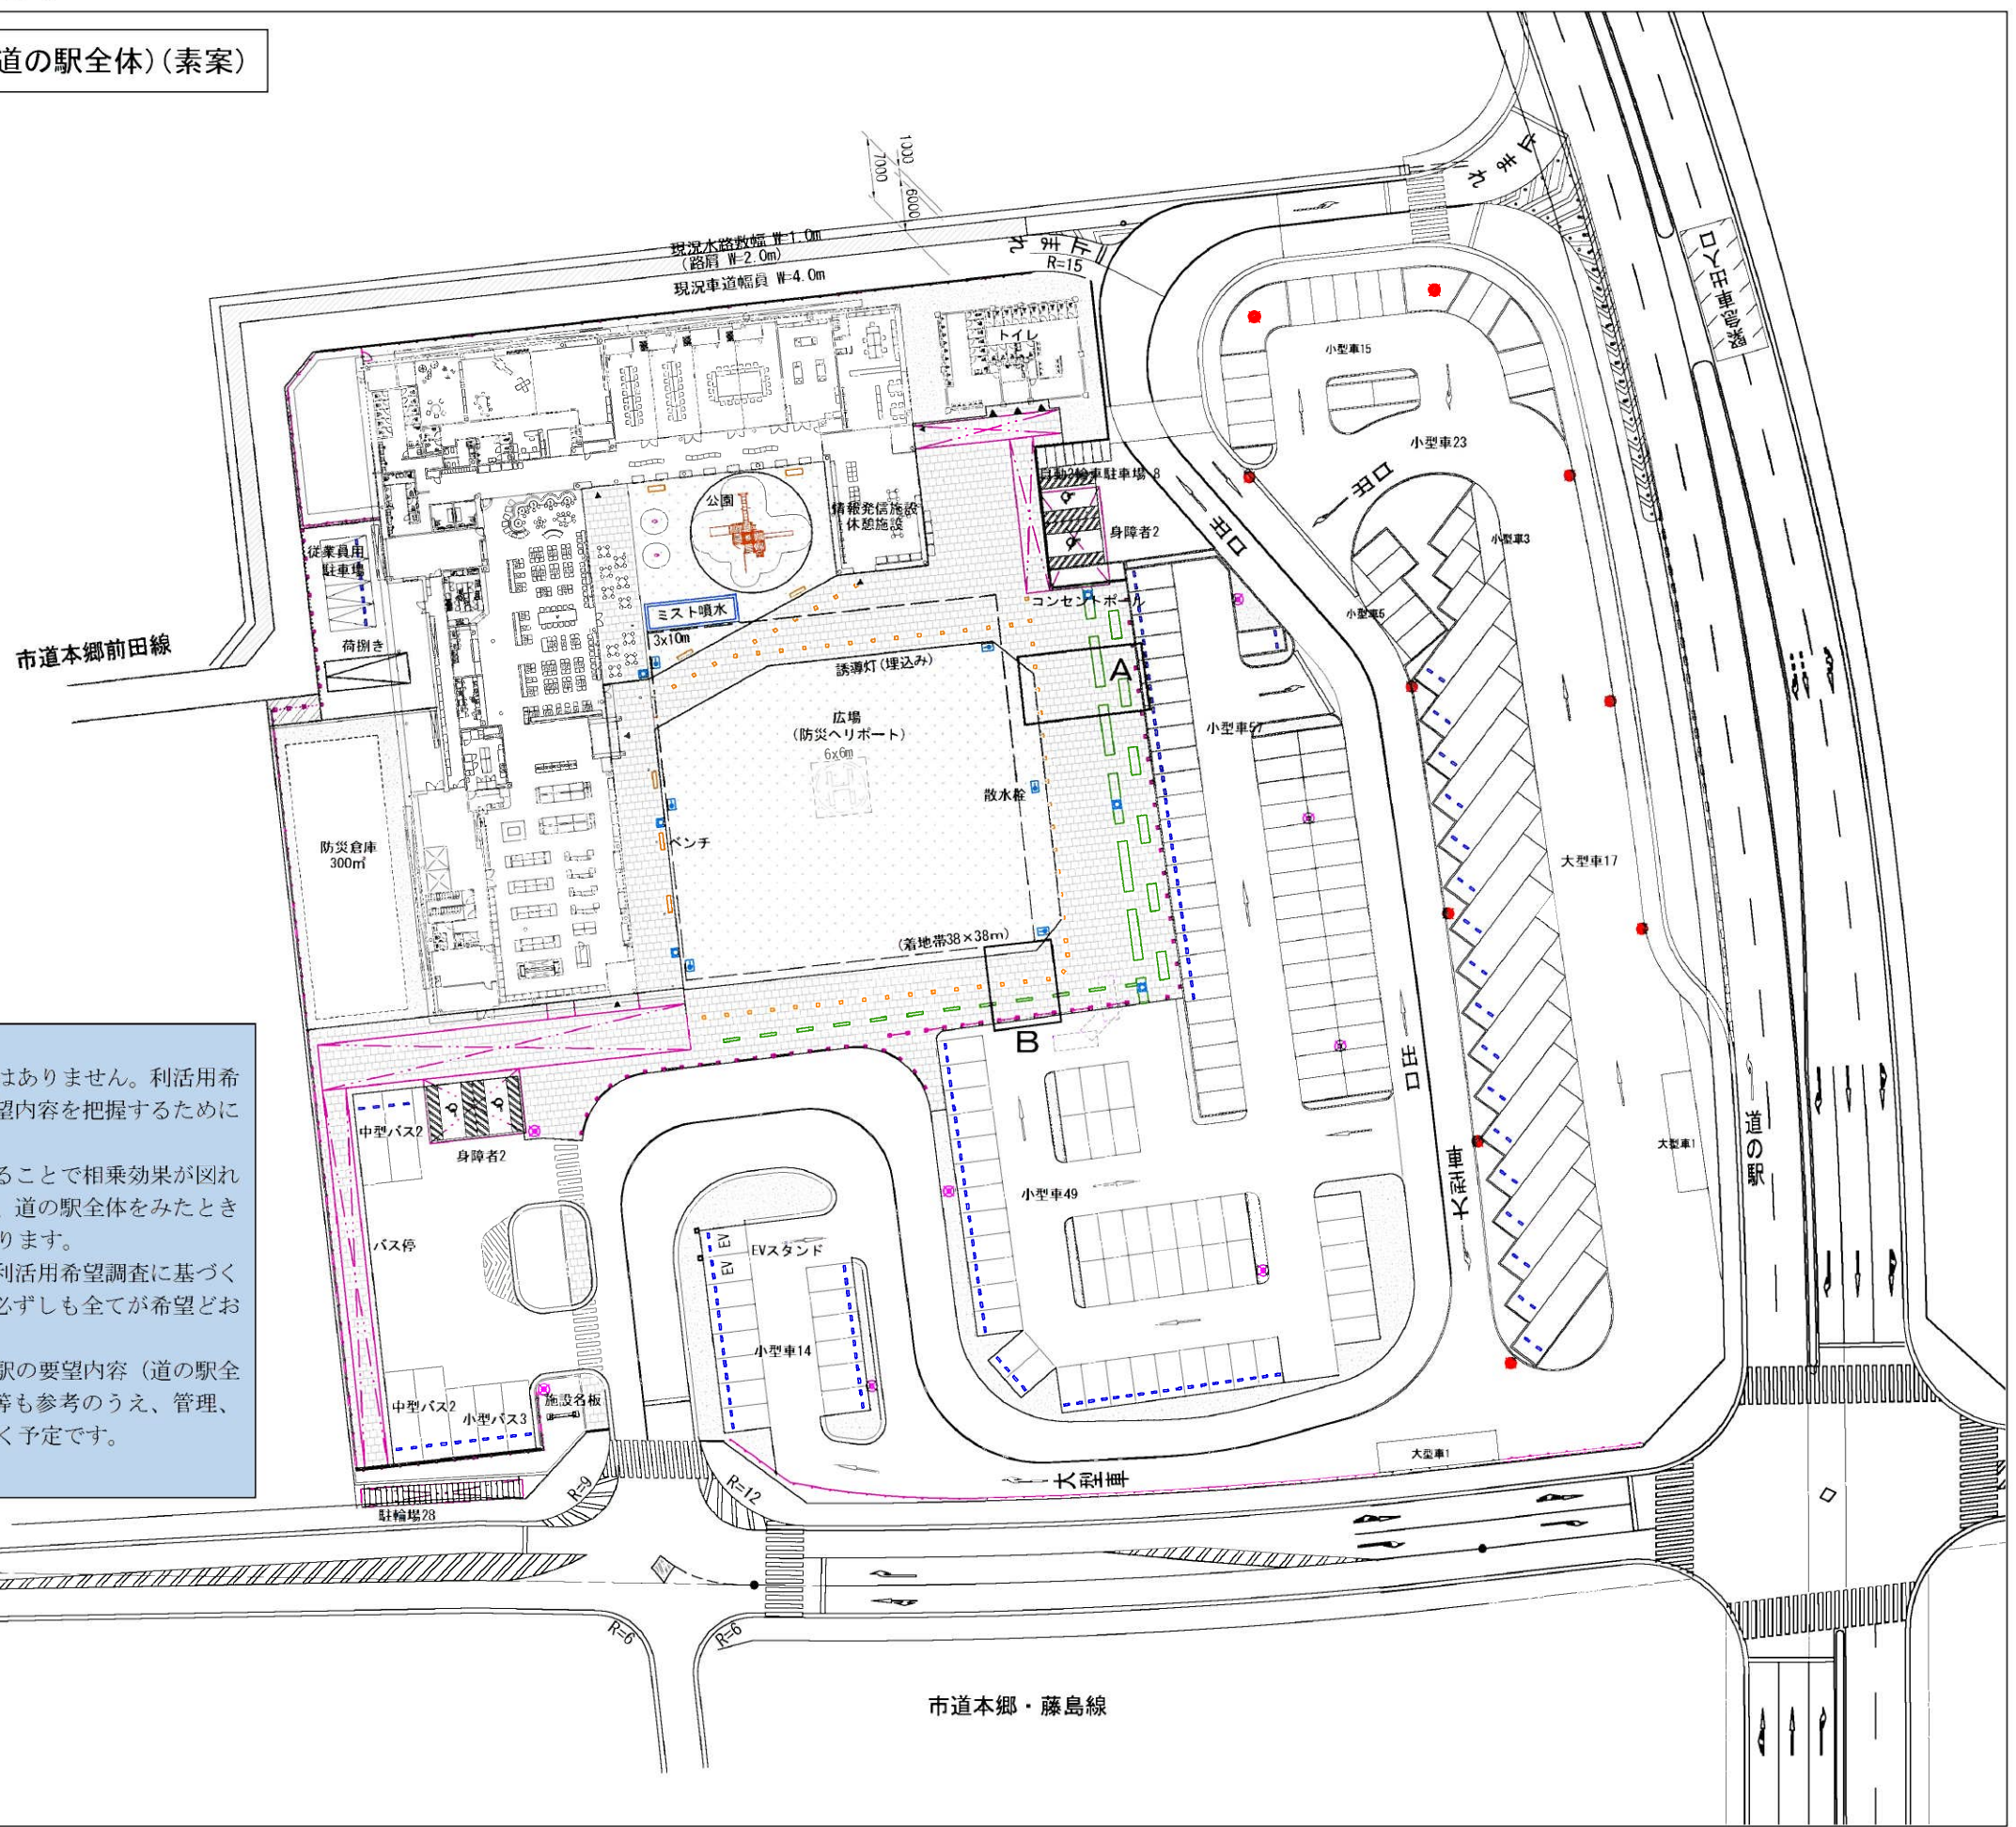 道の駅全体)(素案)
1000
7000
6000
現況水路敷幅 W=1.0m
(路肩 W=2.0m)
現況車道幅員 W=4.0m
止まれ
止まれ
R=15
緊急車出入口
トイレ
小型車15
小型車23
自動2輪車駐車場 8
出口
出口
公園
情報発信施設
休憩施設
身障者2
小型車3
従業員用
駐車場
コンセントポール
小型車5
ミスト噴水
3x10m
荷捌き
市道本郷前田線
誘導灯(埋込み)
A
広場
(防災ヘリポート)
6x6m
H
小型車57
散水栓
ベンチ
防災倉庫
300㎡
大型車17
(着地帯38×38m)
B
出口
はありません。利活用希
望内容を把握するために
ることで相乗効果が図れ
、道の駅全体をみたとき
ります。
利活用希望調査に基づく
必ずしも全てが希望どお
駅の要望内容（道の駅全
等も参考のうえ、管理、
く予定です。
中型バス2
身障者2
大型車1
道の駅
大型車
小型車49
バス停
EV
EV
EVスタンド
小型車14
中型バス2
小型バス3
施設名板
大型車1
大型車
R=9
R=12
駐輪場28
R=6
R=6
市道本郷・藤島線